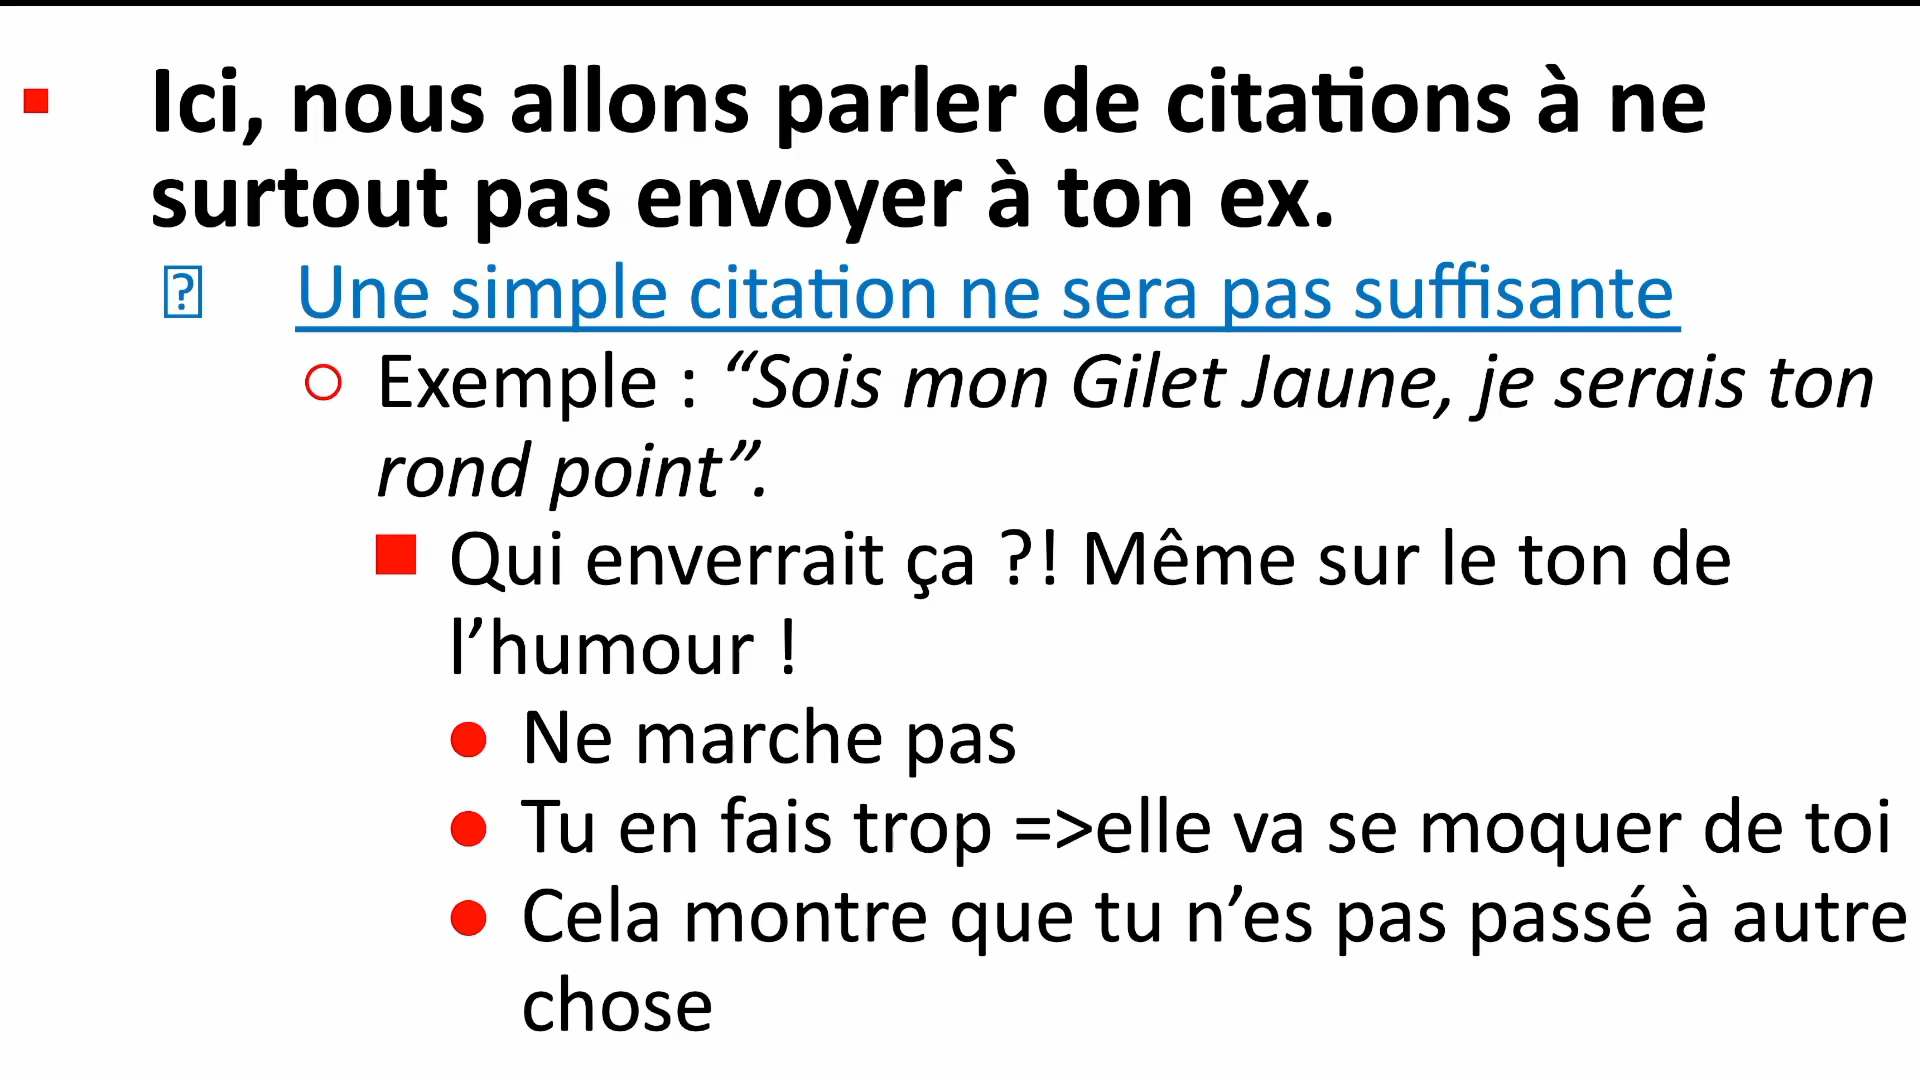 Ici, nous allons parler de citations à ne
surtout pas envoyer à ton ex.
Une simple citation ne sera pas suffisante
Exemple : “Sois mon Gilet Jaune, je serais ton
rond point”.
Qui enverrait ça ?! Même sur le ton de
l’humour !
Ne marche pas
Tu en fais trop =>elle va se moquer de toi
Cela montre que tu n’es pas passé à autre
chose